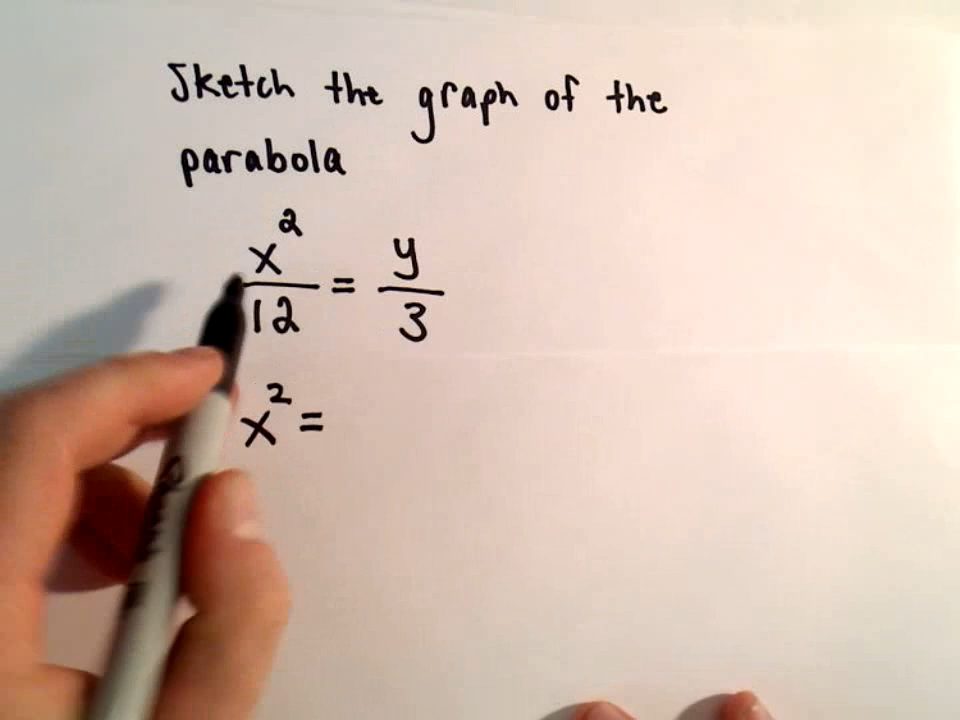 Sketch the graph of the
parabola
x²/12 = y/3
x² =